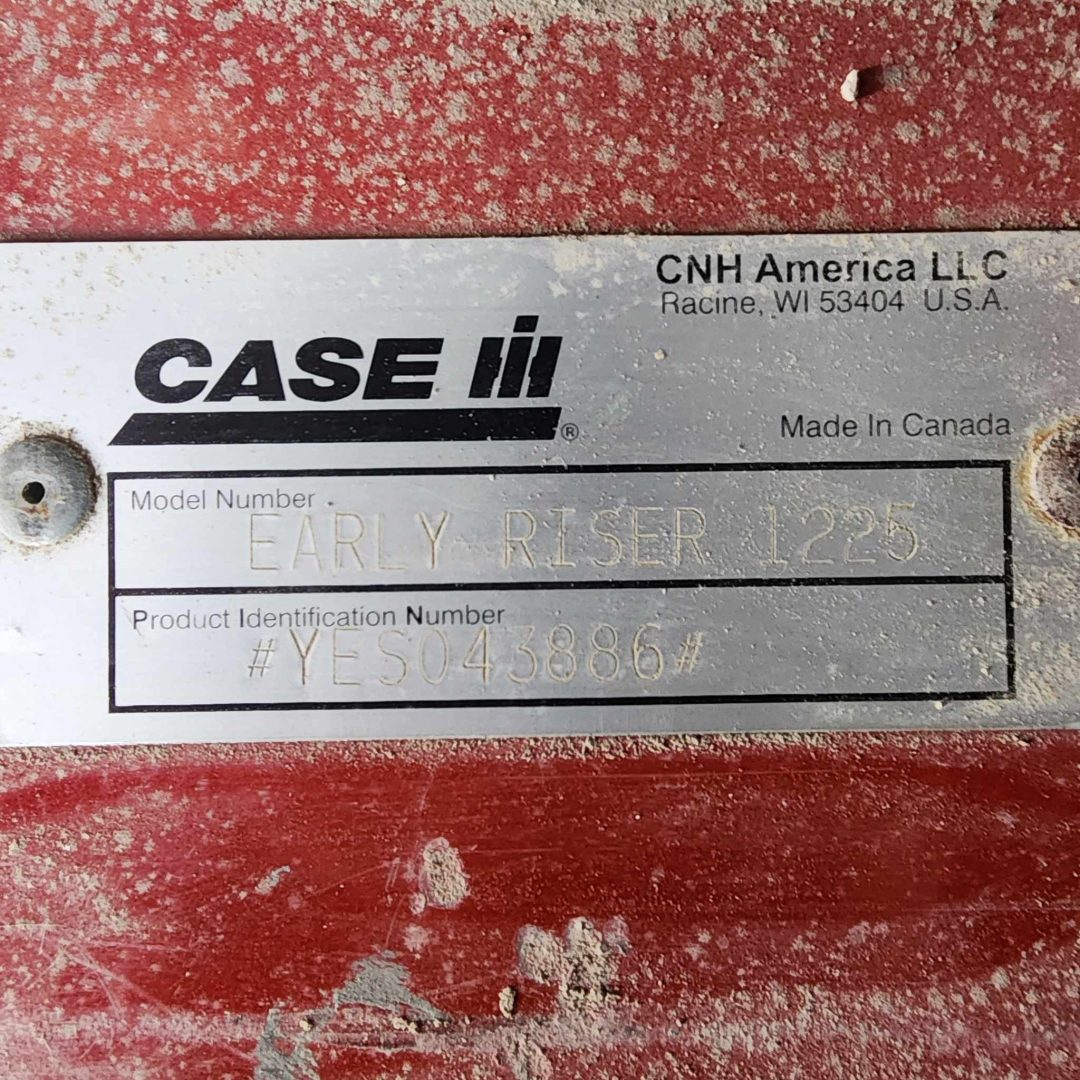 CNH America LLC
Racine, WI 53404 U.S.A.
CASE IH®
Made In Canada
Model Number
EARLY RISER 1225
Product Identification Number
#YES043886#